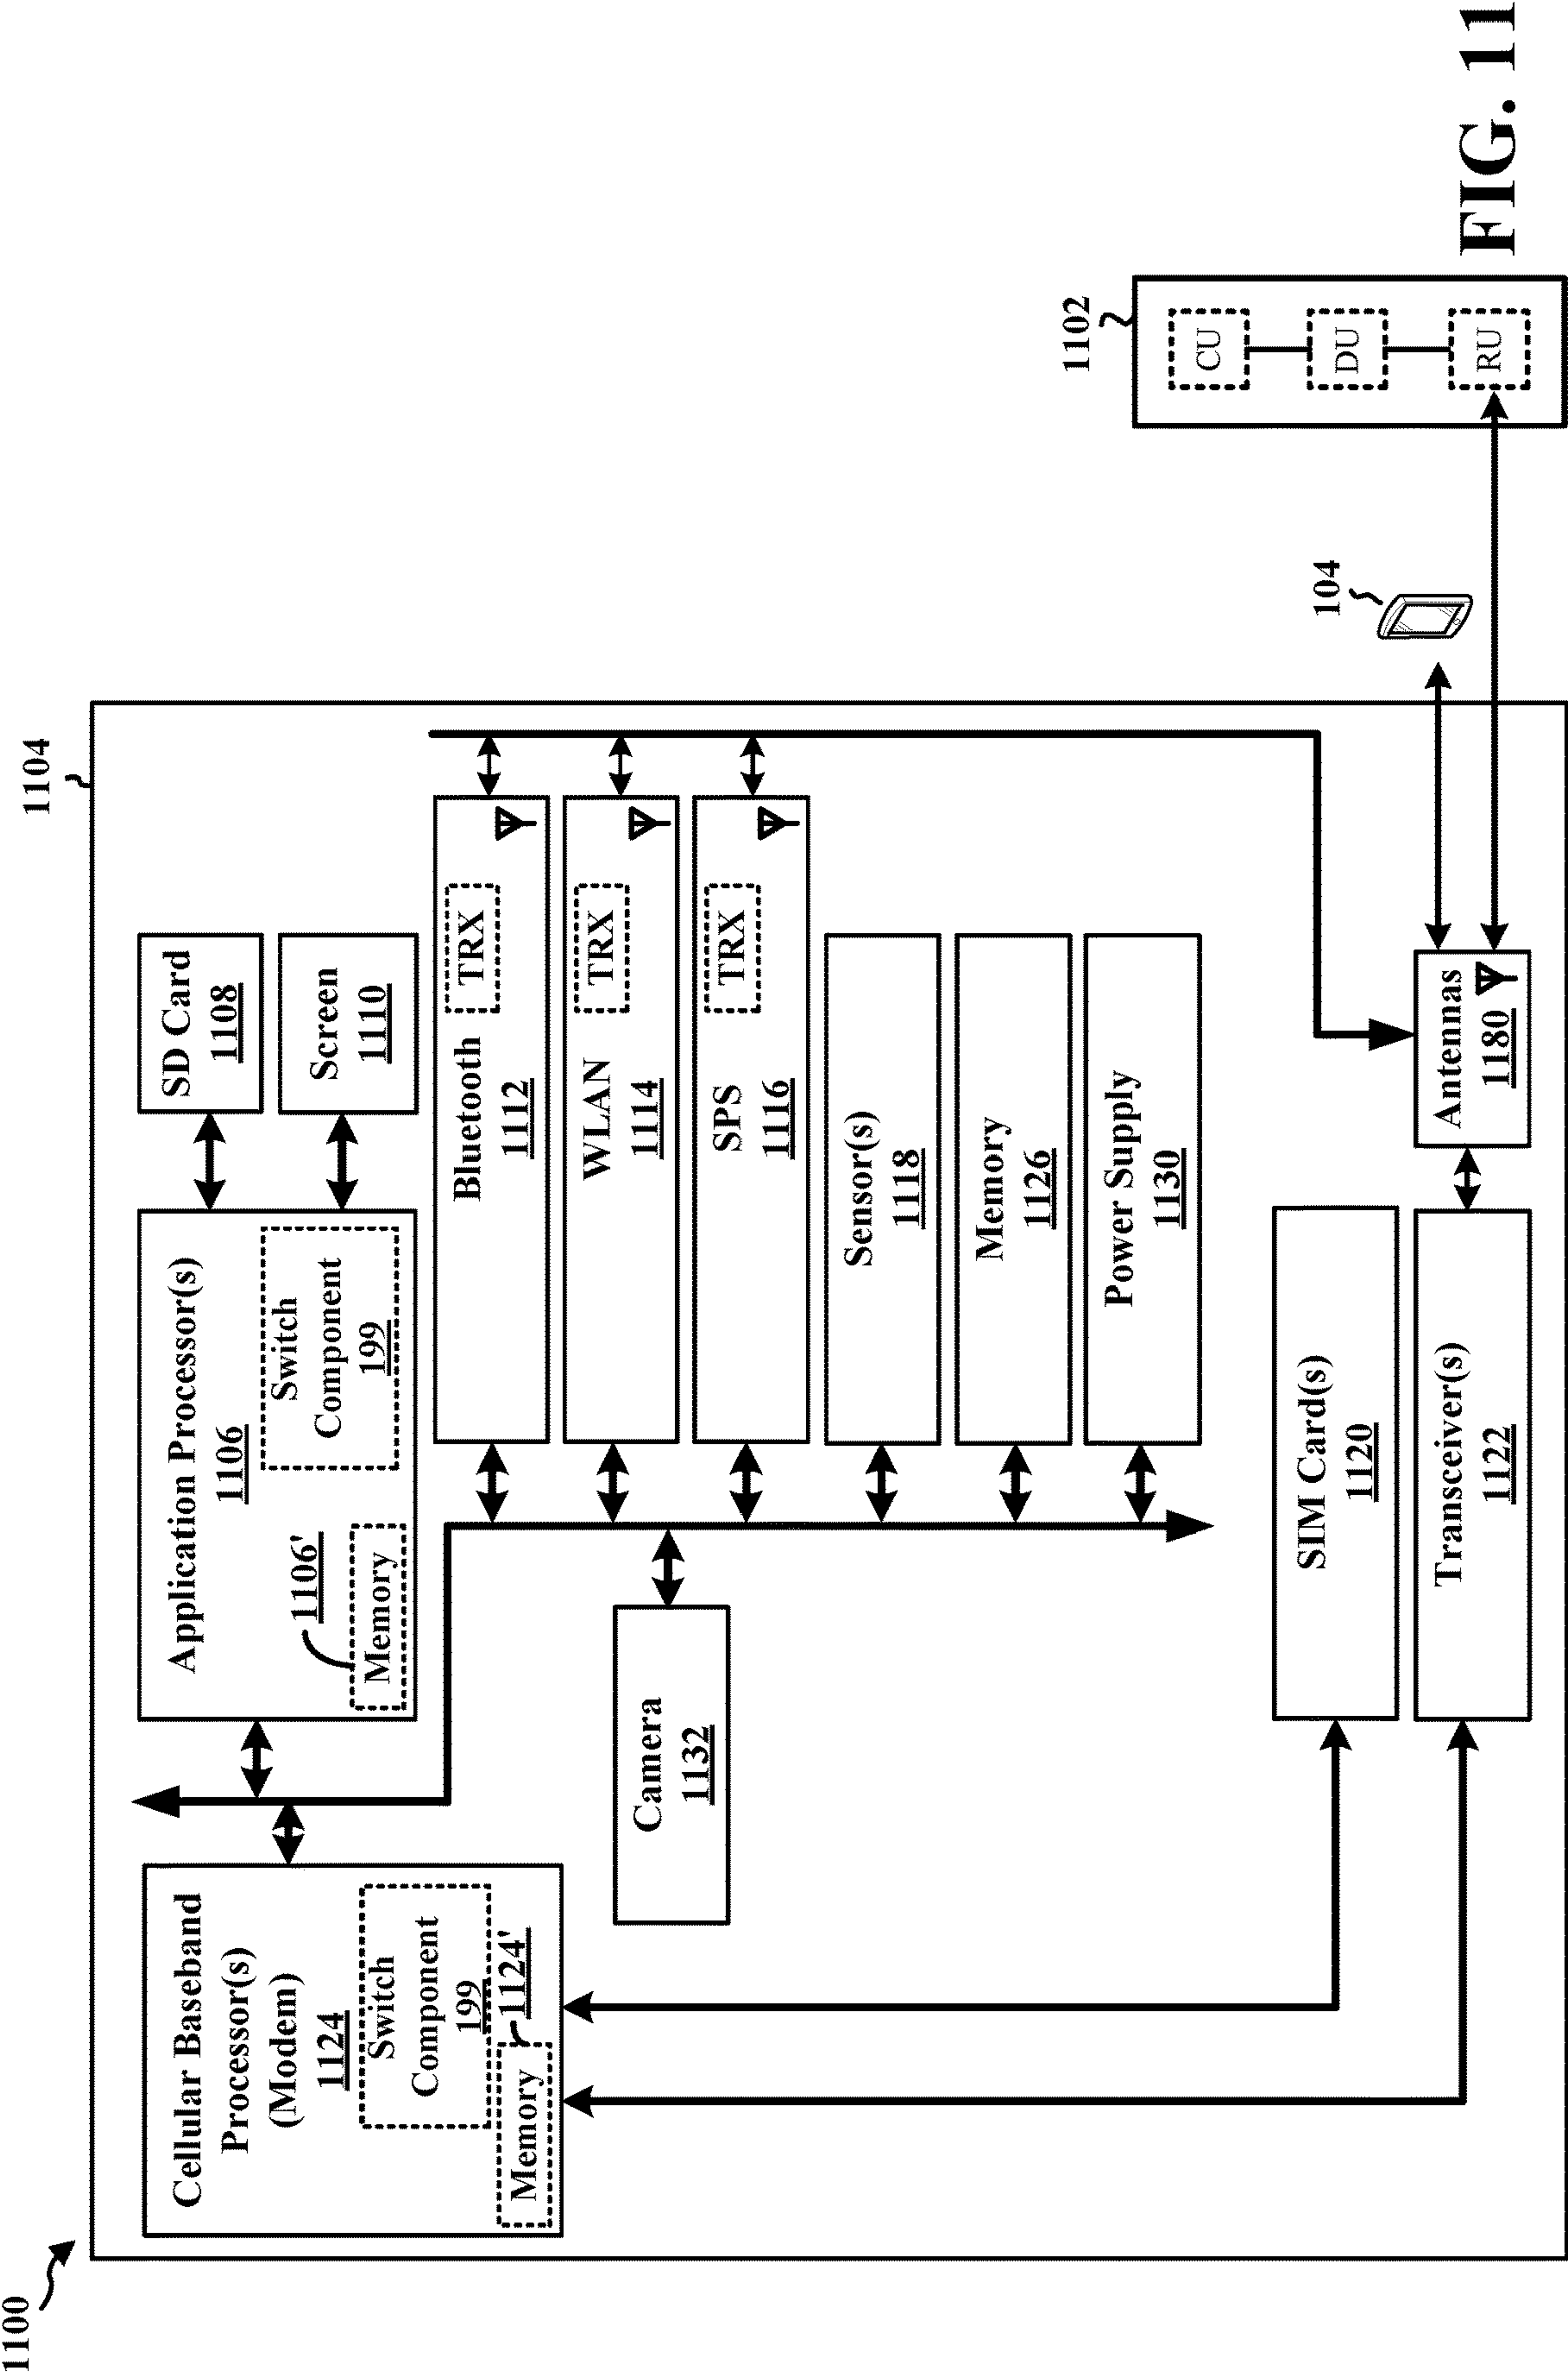 1100
1104
Cellular Baseband
Processor(s)
(Modem)
1124
Switch
Component
199
1124'
Memory
Application Processor(s)
1106
Switch
Component
199
1106'
Memory
SD Card
1108
Screen
1110
Bluetooth
1112
TRX
WLAN
1114
TRX
SPS
1116
TRX
Sensor(s)
1118
Memory
1126
Power Supply
1130
Camera
1132
SIM Card(s)
1120
Transceiver(s)
1122
Antennas
1180
104
1102
CU
DU
RU
FIG. 11